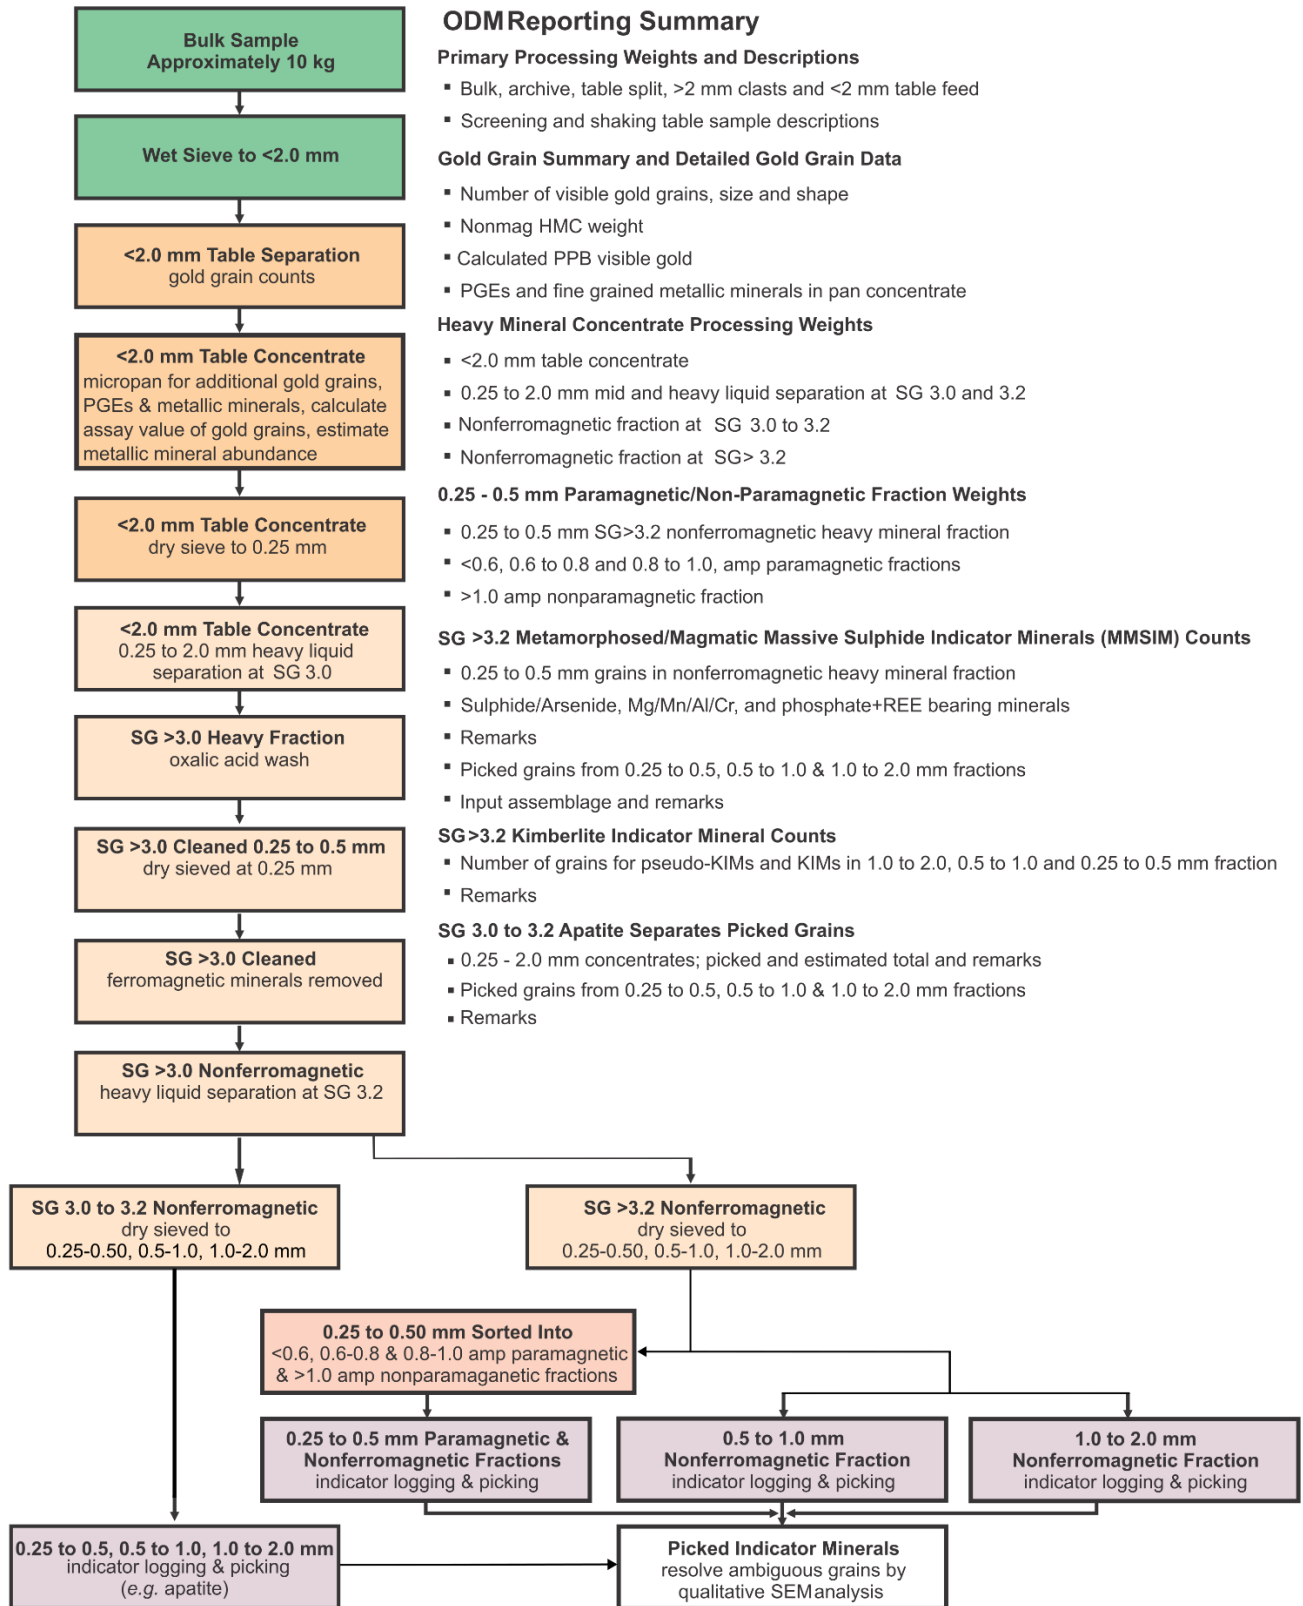 Bulk Sample
Approximately 10 kg
Wet Sieve to <2.0 mm
<2.0 mm Table Separation
gold grain counts
<2.0 mm Table Concentrate
micropan for additional gold grains,
PGEs & metallic minerals, calculate
assay value of gold grains, estimate
metallic mineral abundance
<2.0 mm Table Concentrate
dry sieve to 0.25 mm
<2.0 mm Table Concentrate
0.25 to 2.0 mm heavy liquid
separation at SG 3.0
SG >3.0 Heavy Fraction
oxalic acid wash
SG >3.0 Cleaned 0.25 to 0.5 mm
dry sieved at 0.25 mm
SG >3.0 Cleaned
ferromagnetic minerals removed
SG >3.0 Nonferromagnetic
heavy liquid separation at SG 3.2
ODM Reporting Summary
Primary Processing Weights and Descriptions
▪ Bulk, archive, table split, >2 mm clasts and <2 mm table feed
▪ Screening and shaking table sample descriptions
Gold Grain Summary and Detailed Gold Grain Data
▪ Number of visible gold grains, size and shape
▪ Nonmag HMC weight
▪ Calculated PPB visible gold
▪ PGEs and fine grained metallic minerals in pan concentrate
Heavy Mineral Concentrate Processing Weights
▪ <2.0 mm table concentrate
▪ 0.25 to 2.0 mm mid and heavy liquid separation at SG 3.0 and 3.2
▪ Nonferromagnetic fraction at SG 3.0 to 3.2
▪ Nonferromagnetic fraction at SG> 3.2
0.25 - 0.5 mm Paramagnetic/Non-Paramagnetic Fraction Weights
▪ 0.25 to 0.5 mm SG>3.2 nonferromagnetic heavy mineral fraction
▪ <0.6, 0.6 to 0.8 and 0.8 to 1.0, amp paramagnetic fractions
▪ >1.0 amp nonparamagnetic fraction
SG >3.2 Metamorphosed/Magmatic Massive Sulphide Indicator Minerals (MMSIM) Counts
▪ 0.25 to 0.5 mm grains in nonferromagnetic heavy mineral fraction
▪ Sulphide/Arsenide, Mg/Mn/Al/Cr, and phosphate+REE bearing minerals
▪ Remarks
▪ Picked grains from 0.25 to 0.5, 0.5 to 1.0 & 1.0 to 2.0 mm fractions
▪ Input assemblage and remarks
SG >3.2 Kimberlite Indicator Mineral Counts
▪ Number of grains for pseudo-KIMs and KIMs in 1.0 to 2.0, 0.5 to 1.0 and 0.25 to 0.5 mm fraction
▪ Remarks
SG 3.0 to 3.2 Apatite Separates Picked Grains
▪ 0.25 - 2.0 mm concentrates; picked and estimated total and remarks
▪ Picked grains from 0.25 to 0.5, 0.5 to 1.0 & 1.0 to 2.0 mm fractions
▪ Remarks
SG 3.0 to 3.2 Nonferromagnetic
dry sieved to
0.25-0.50, 0.5-1.0, 1.0-2.0 mm
SG >3.2 Nonferromagnetic
dry sieved to
0.25-0.50, 0.5-1.0, 1.0-2.0 mm
0.25 to 0.50 mm Sorted Into
<0.6, 0.6-0.8 & 0.8-1.0 amp paramagnetic
& >1.0 amp nonparamaganetic fractions
0.25 to 0.5 mm Paramagnetic &
Nonferromagnetic Fractions
indicator logging & picking
0.5 to 1.0 mm
Nonferromagnetic Fraction
indicator logging & picking
1.0 to 2.0 mm
Nonferromagnetic Fraction
indicator logging & picking
0.25 to 0.5, 0.5 to 1.0, 1.0 to 2.0 mm
indicator logging & picking
(e.g. apatite)
Picked Indicator Minerals
resolve ambiguous grains by
qualitative SEM analysis